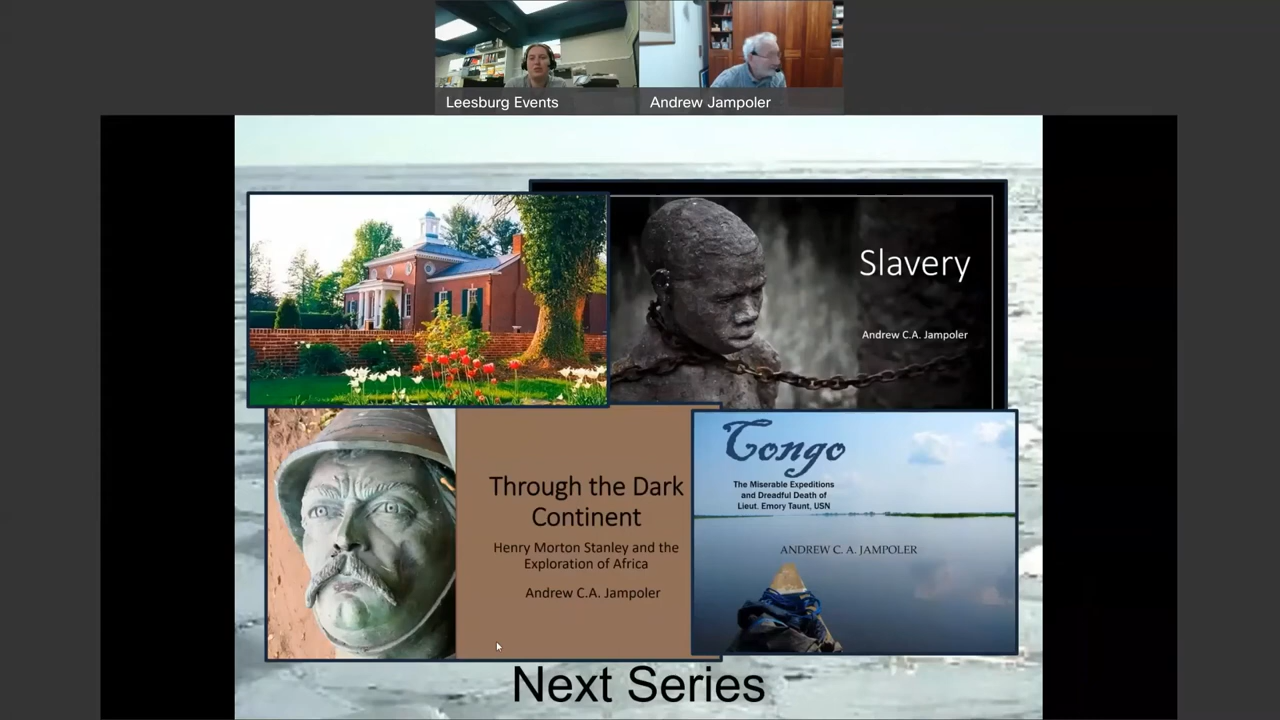 Leesburg Events
Andrew Jampoler
Slavery
Andrew C.A. Jampoler
Through the Dark
Continent
Henry Morton Stanley and the
Exploration of Africa
Andrew C.A. Jampoler
Congo
The Miserable Expeditions
and Dreadful Death of
Lieut. Emory Taunt, USN
ANDREW C. A. JAMPOLER
Next Series